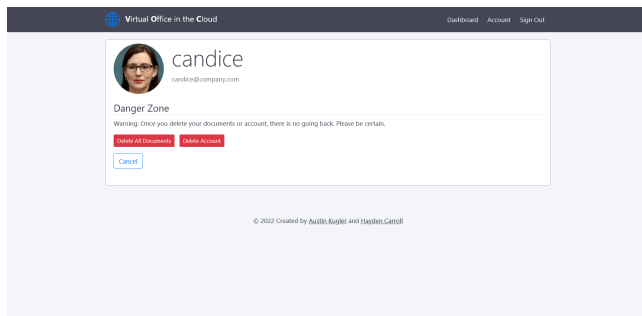 Virtual Office in the Cloud
Dashboard Account Sign Out
candice
candice@company.com
Danger Zone
Warning: Once you delete your documents or account, there is no going back. Please be certain.
Delete All Documents Delete Account
Cancel
© 2022 Created by Austin Kugler and Hayden Carroll